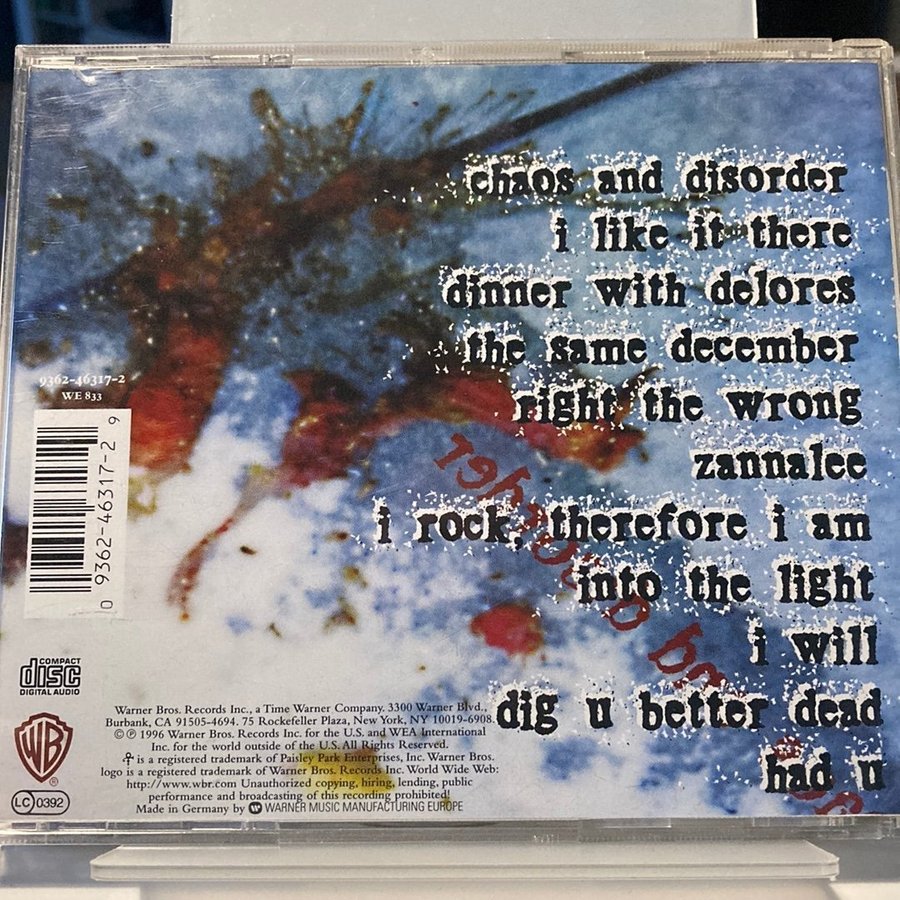 chaos and disorder
i like it there
dinner with delores
the same december
right the wrong
zannalee
i rock, therefore i am
into the light
i will
dig u better dead
had u
9362-46317-2
WE 833
0 9362-46317-2 9
COMPACT
disc
DIGITAL AUDIO
WB
®
LC 0392
Warner Bros. Records Inc., a Time Warner Company. 3300 Warner Blvd.,
Burbank, CA 91505-4694. 75 Rockefeller Plaza, New York, NY 10019-6908.
© ℗ 1996 Warner Bros. Records Inc. for the U.S. and WEA International
Inc. for the world outside of the U.S. All Rights Reserved.
is a registered trademark of Paisley Park Enterprises, Inc. Warner Bros.
logo is a registered trademark of Warner Bros. Records Inc. World Wide Web:
http://www.wbr.com Unauthorized copying, hiring, lending, public
performance and broadcasting of this recording prohibited!
Made in Germany by WARNER MUSIC MANUFACTURING EUROPE